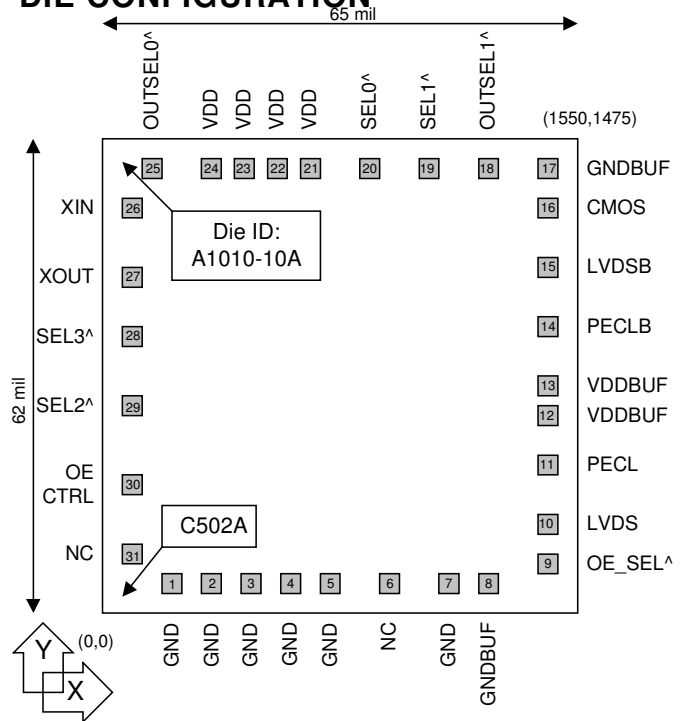 DIE CONFIGURATION
65 mil
OUTSEL0^
VDD
VDD
VDD
VDD
SEL0^
SEL1^
OUTSEL1^
(1550,1475)
25
24
23
22
21
20
19
18
17
GNDBUF
XIN
26
16
CMOS
Die ID:
A1010-10A
XOUT
27
15
LVDSB
SEL3^
28
14
PECLB
62 mil
13
VDDBUF
SEL2^
29
12
VDDBUF
OE
CTRL
30
11
PECL
C502A
10
LVDS
NC
31
9
OE_SEL^
1
2
3
4
5
6
7
8
GND
GND
GND
GND
GND
NC
GND
GNDBUF
Y
(0,0)
X